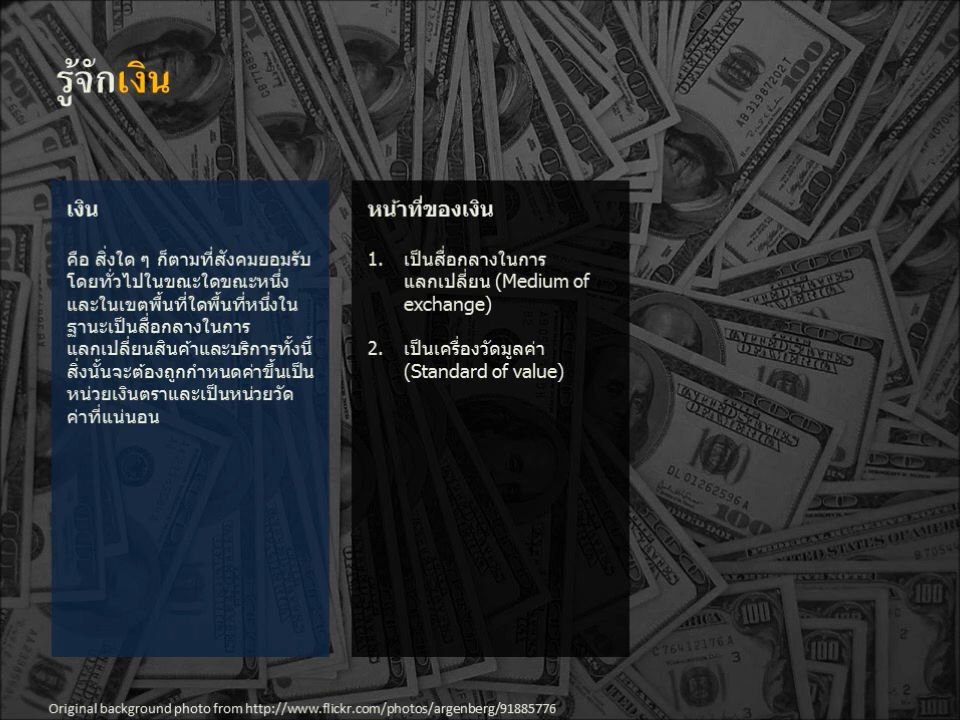 รู้จักเงิน
เงิน
คือ สิ่งใด ๆ ก็ตามที่สังคมยอมรับ
โดยทั่วไปในขณะใดขณะหนึ่ง
และในเขตพื้นที่ใดพื้นที่หนึ่งใน
ฐานะเป็นสื่อกลางในการ
แลกเปลี่ยนสินค้าและบริการทั้งนี้
สิ่งนั้นจะต้องถูกกำหนดค่าขึ้นเป็น
หน่วยเงินตราและเป็นหน่วยวัด
ค่าที่แน่นอน
หน้าที่ของเงิน
1. เป็นสื่อกลางในการ
แลกเปลี่ยน (Medium of
exchange)
2. เป็นเครื่องวัดมูลค่า
(Standard of value)
AB 31987202 T
DL 01262596 A
C 76412176 A
Original background photo from http://www.flickr.com/photos/argenberg/91885776